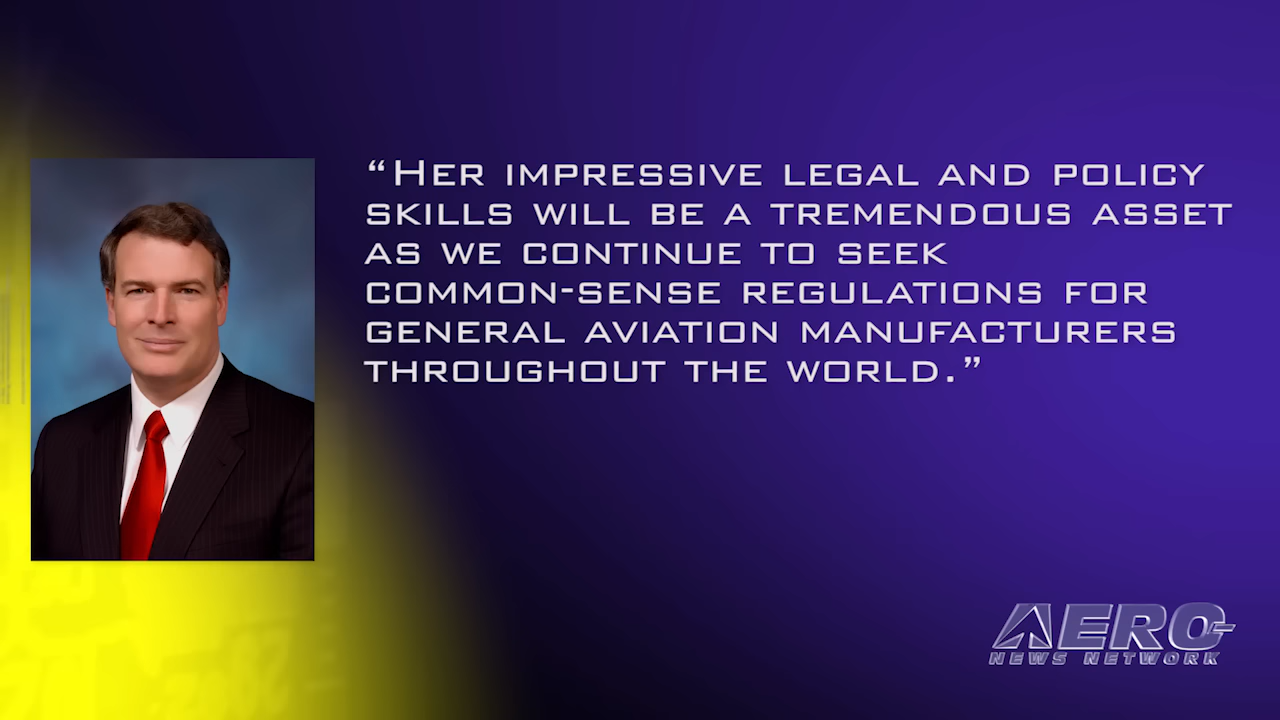 “Her impressive legal and policy
skills will be a tremendous asset
as we continue to seek
common-sense regulations for
general aviation manufacturers
throughout the world.”
AERO
NEWS NETWORK